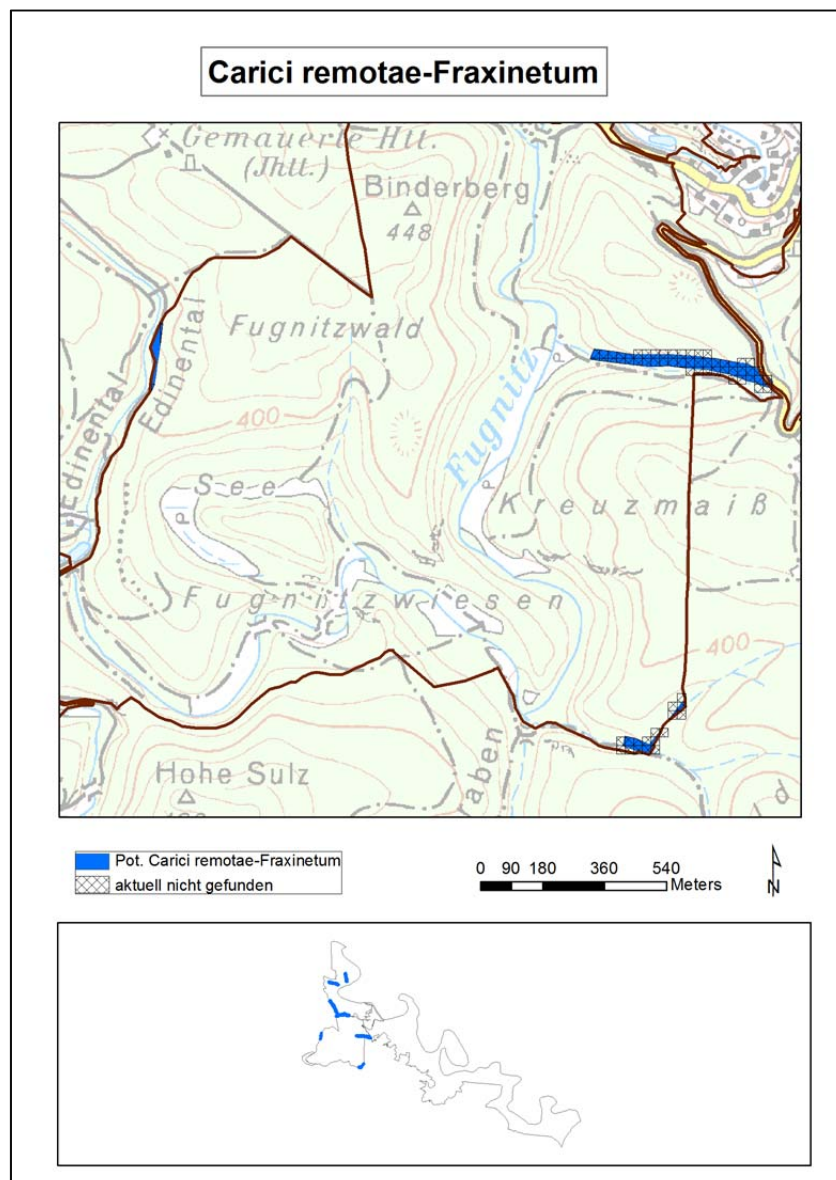 Carici remotae-Fraxinetum
Gemauerte Htt.
(Jhtt.)
Binderberg
448
Fugnitzwald
Edinental
Edinental
400
Fugnitz
P
See
P
P
Kreuzmaiß
Fugnitzwiesen
400
Hohe Sulz
aben
d
Pot. Carici remotae-Fraxinetum
aktuell nicht gefunden
0 90 180 360 540
Meters
N